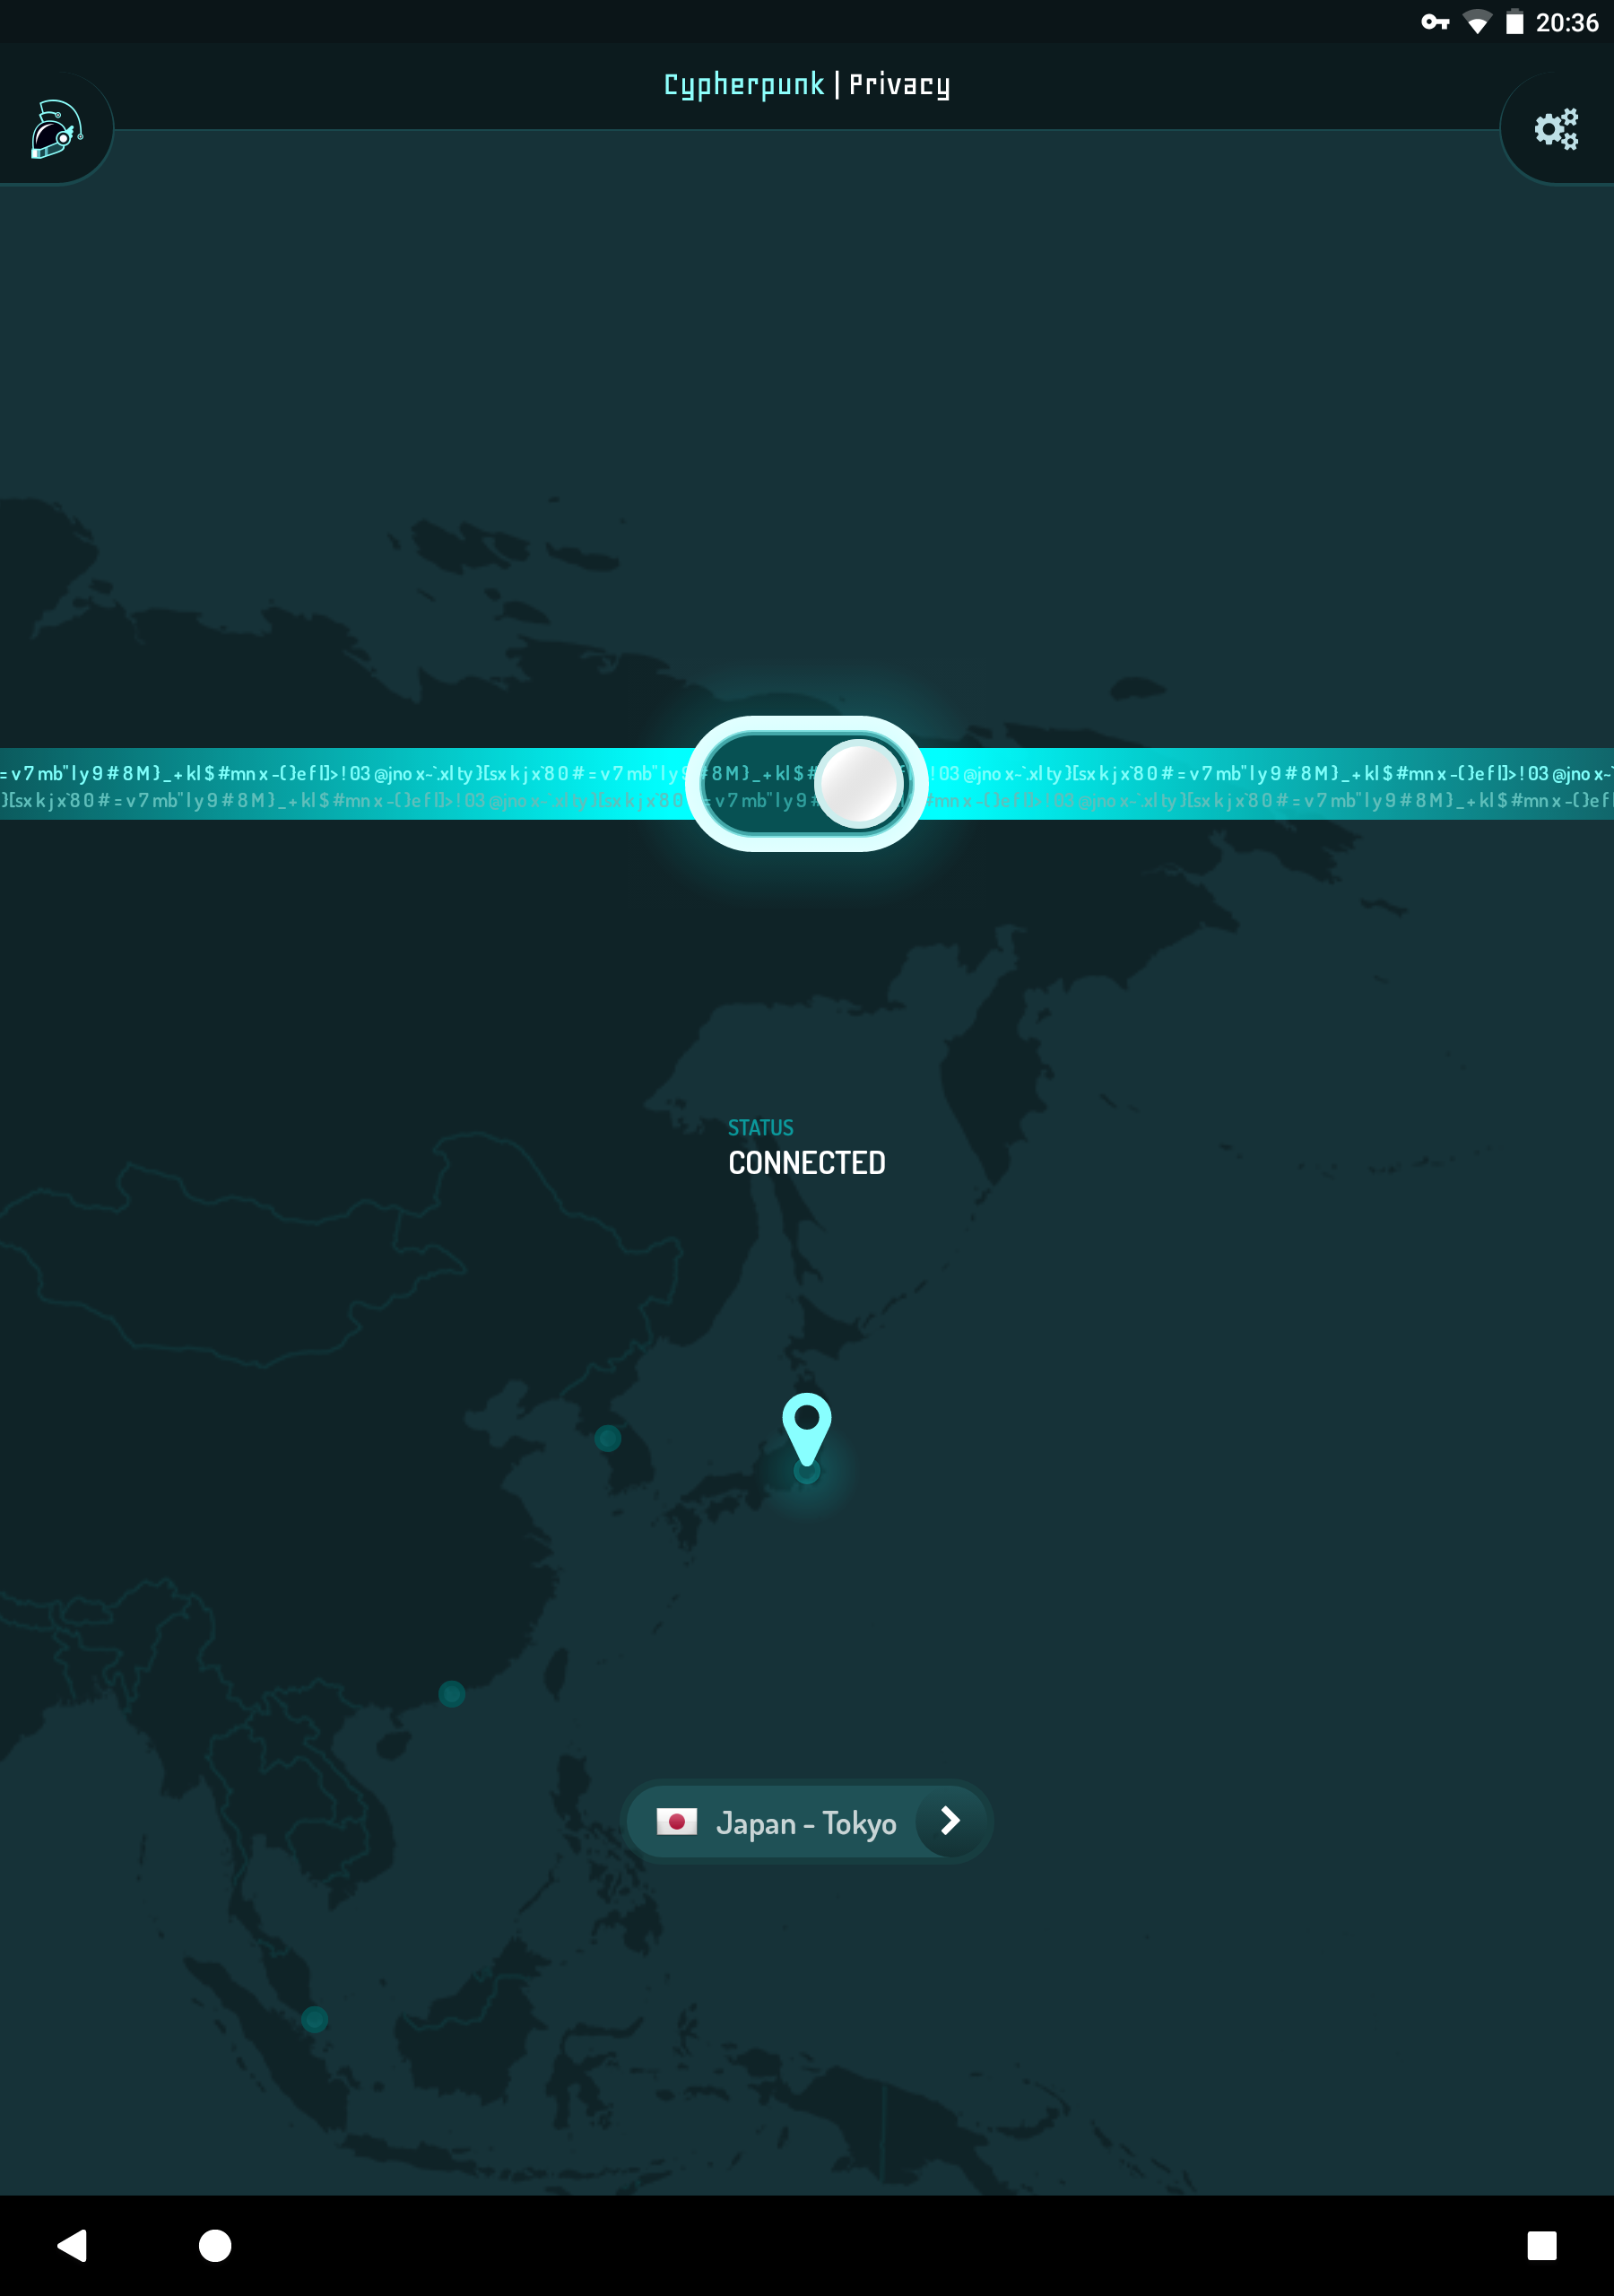 20:36
Cypherpunk | Privacy
= v 7 mb" l y 9 # 8 M } _ + kl $ #mn x -( }e f l]> ! 03 @jno x~`.xl ty }[sx k j x`8 0 # = v 7 mb" l y 9 # 8 M } _ + kl $ # ! 03 @jno x~`.xl ty }[sx k j x`8 0 # = v 7 mb" l y 9 # 8 M } _ + kl $ #mn x -( }e f l]> ! 03 @jno x~`
}[sx k j x`8 0 # = v 7 mb" l y 9 # 8 M } _ + kl $ #mn x -( }e f l]> ! 03 @jno x~`.xl ty }[sx k j x`8 0 = v 7 mb" l y 9 #mn x -( }e f l]> ! 03 @jno x~`.xl ty }[sx k j x`8 0 # = v 7 mb" l y 9 # 8 M } _ + kl $ #mn x -( }e f l
STATUS
CONNECTED
Japan - Tokyo